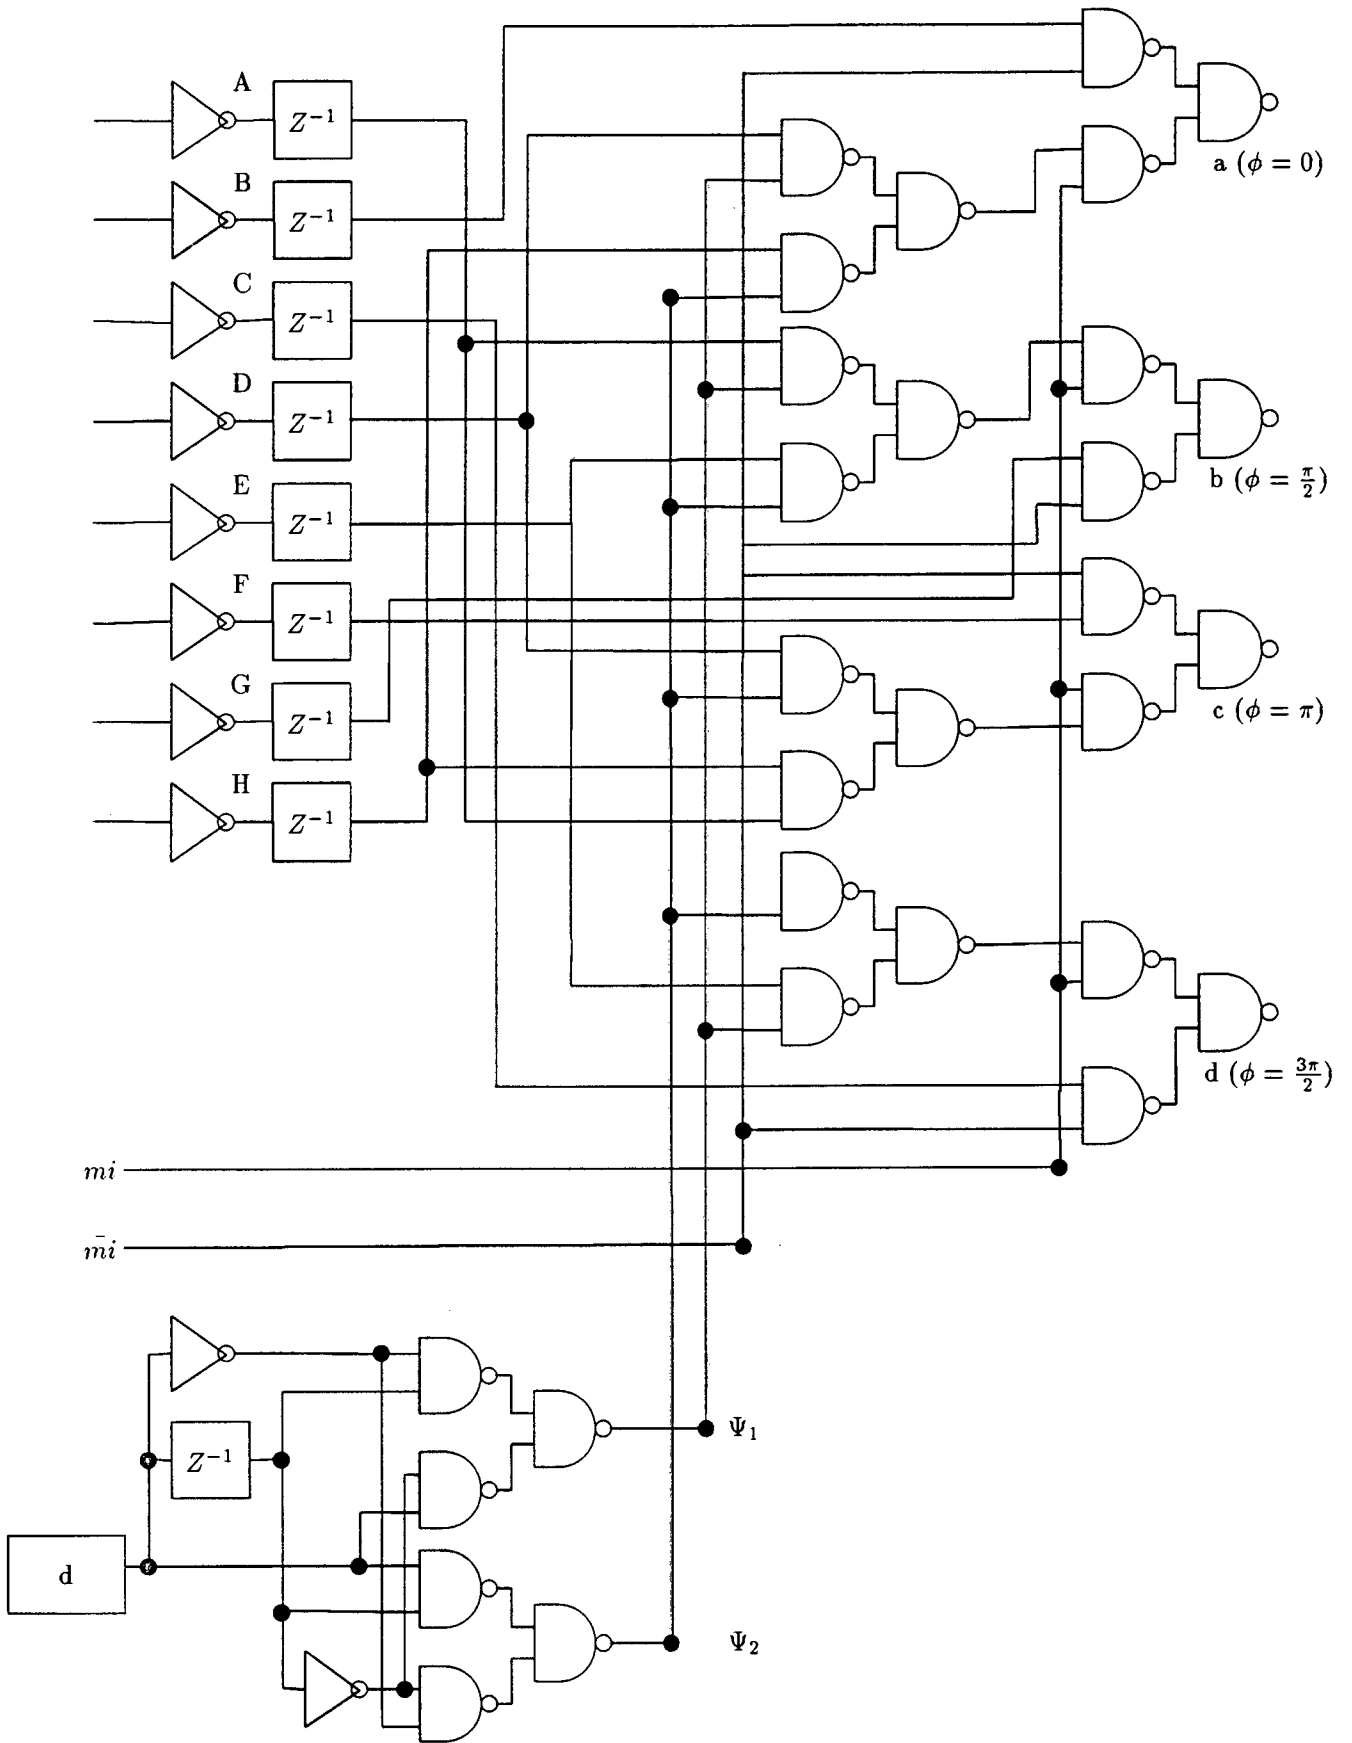 A
Z⁻¹
B
Z⁻¹
a (ϕ = 0)
C
Z⁻¹
D
Z⁻¹
E
Z⁻¹
b (ϕ = π/2)
F
Z⁻¹
G
Z⁻¹
c (ϕ = π)
H
Z⁻¹
d (ϕ = 3π/2)
mi
m̄i
Ψ₁
Z⁻¹
d
Ψ₂